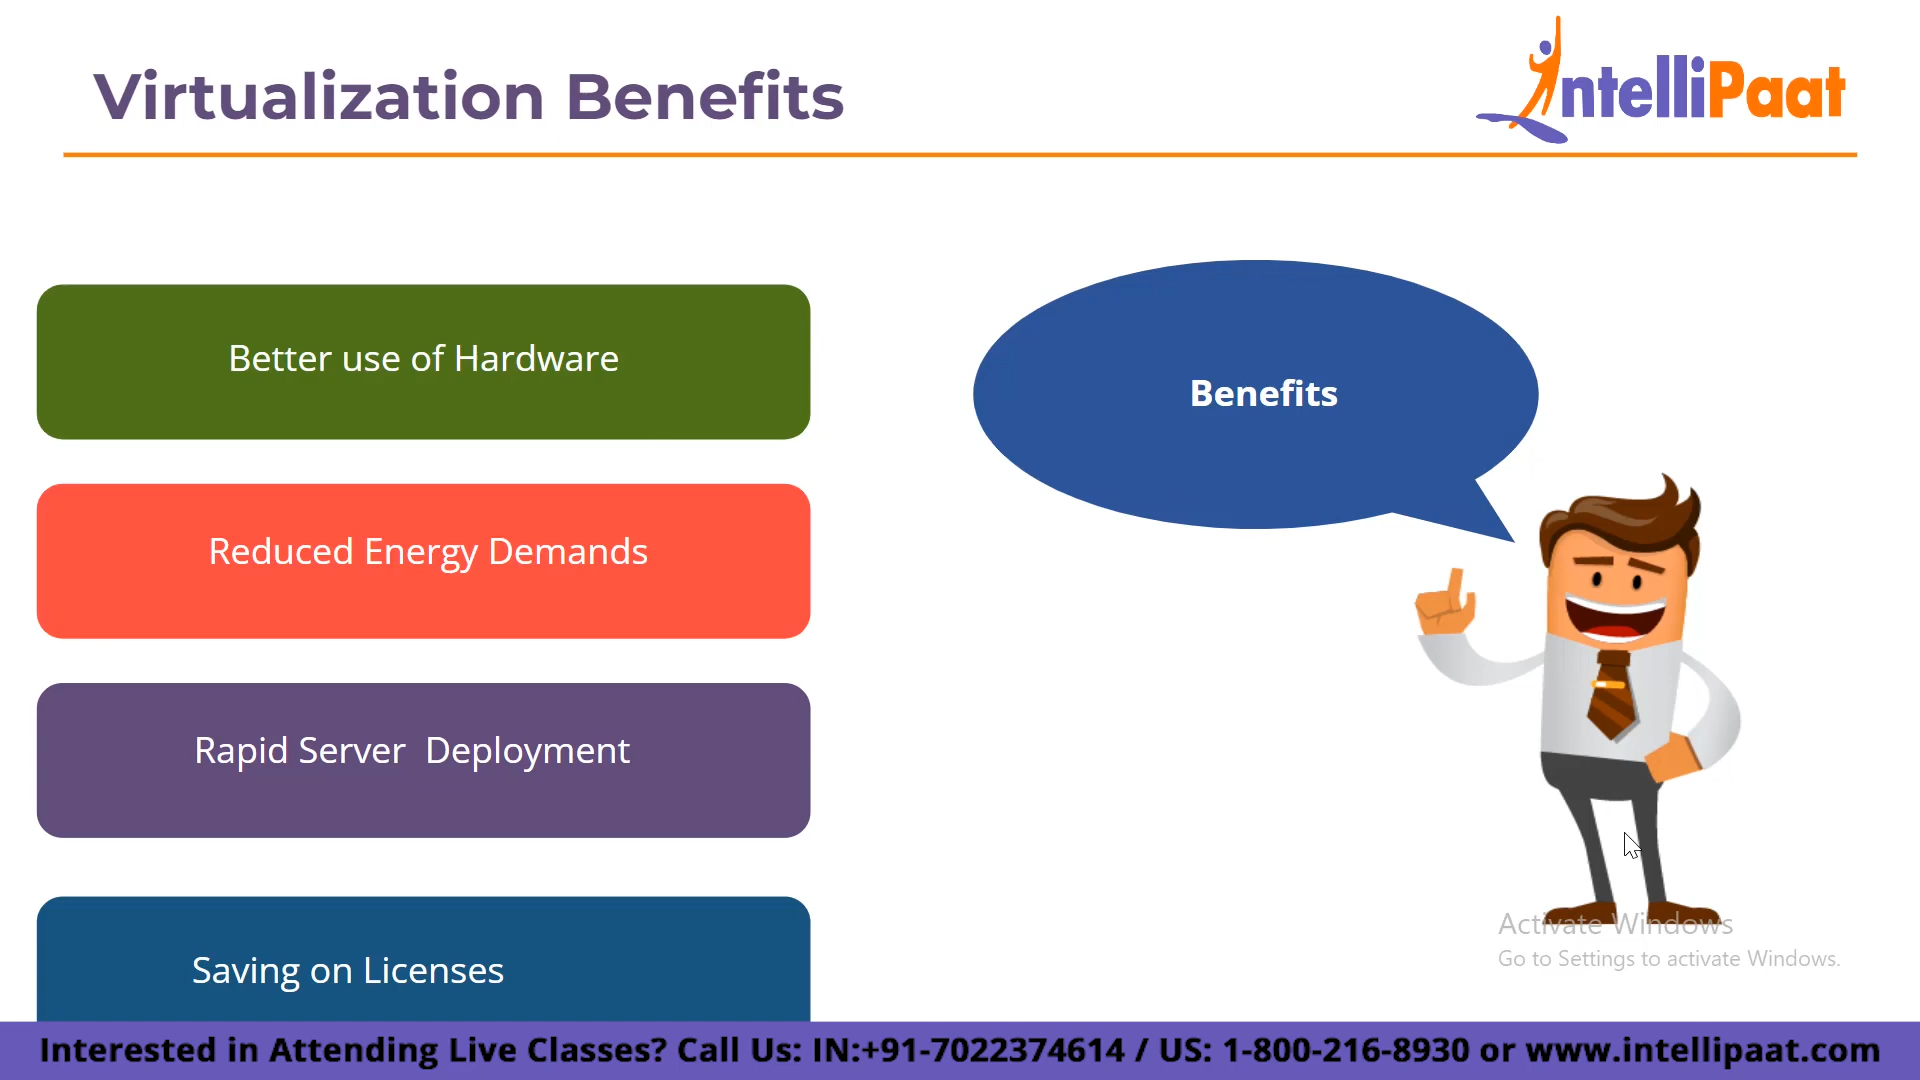 Virtualization Benefits
IntelliPaat
Better use of Hardware
Benefits
Reduced Energy Demands
Rapid Server  Deployment
Saving on Licenses
Activate Windows
Go to Settings to activate Windows.
Interested in Attending Live Classes? Call Us: IN:+91-7022374614 / US: 1-800-216-8930 or www.intellipaat.com